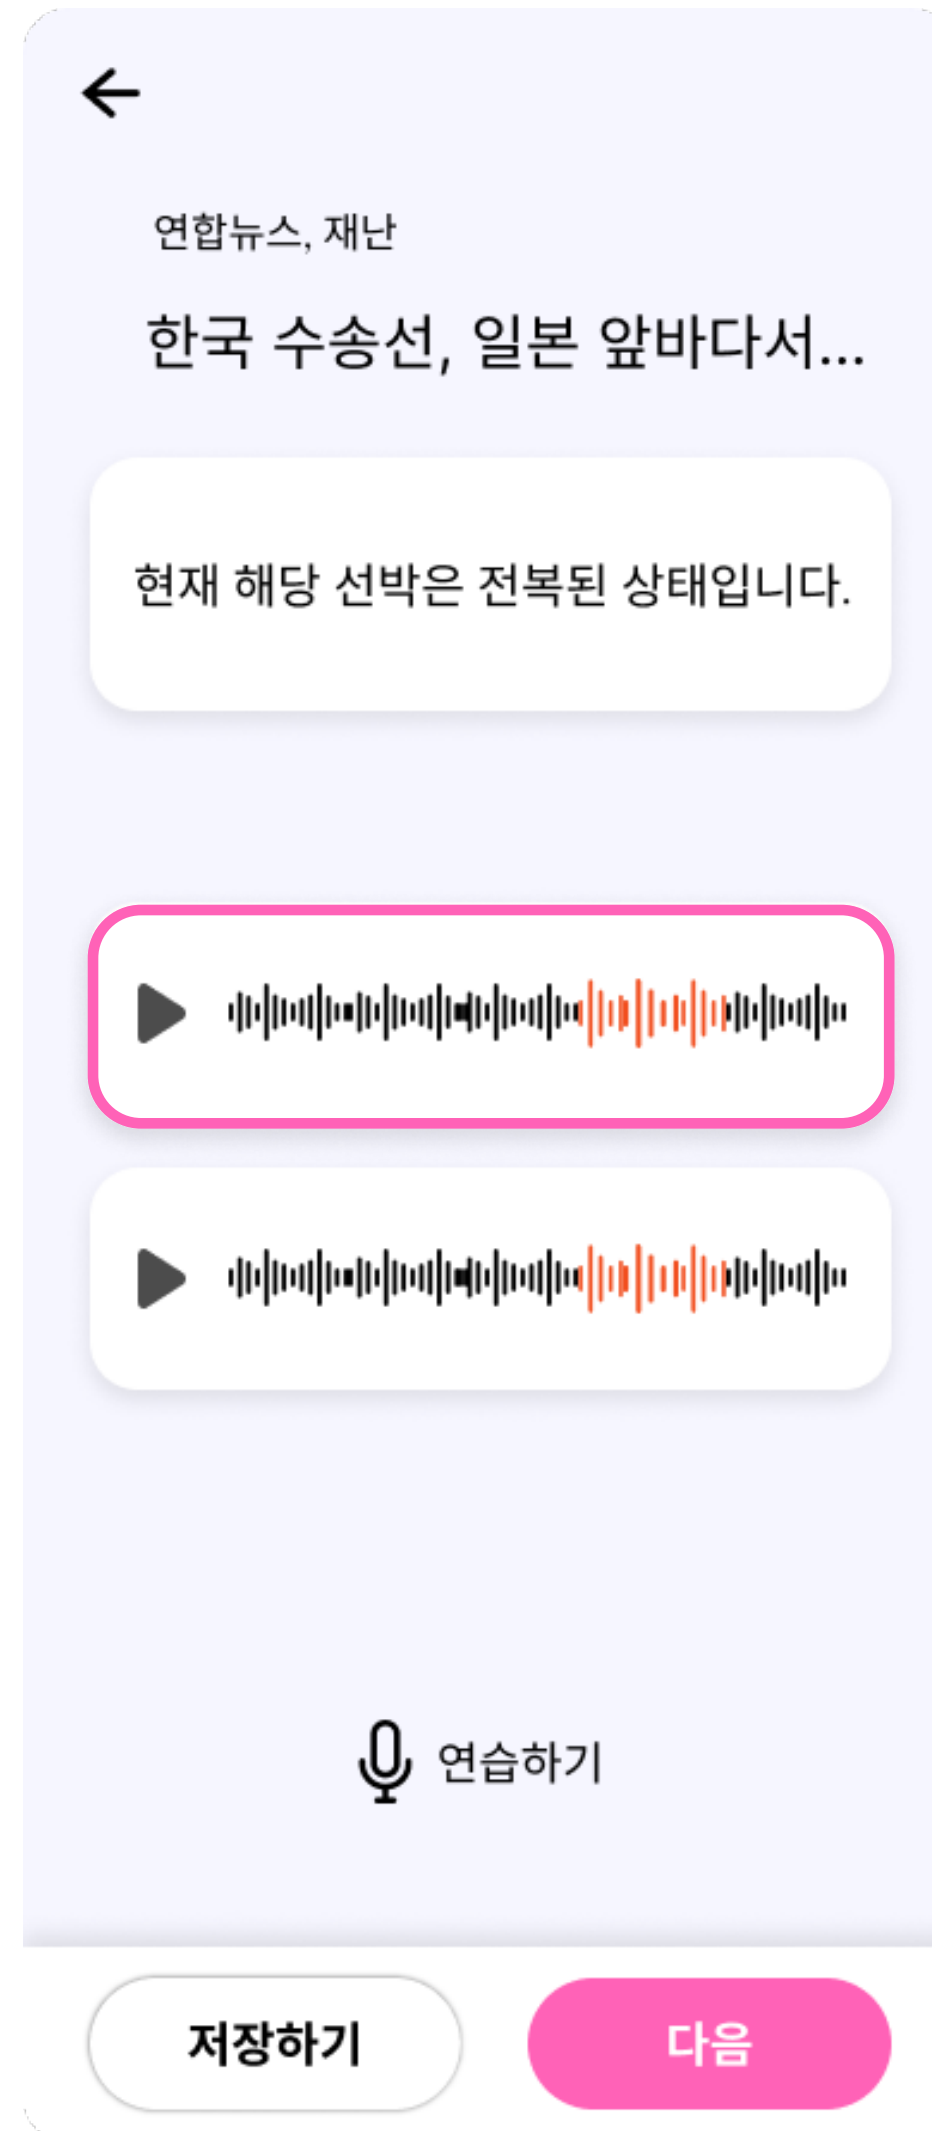 연합뉴스, 재난
한국 수송선, 일본 앞바다서...
현재 해당 선박은 전복된 상태입니다.
연습하기
저장하기
다음